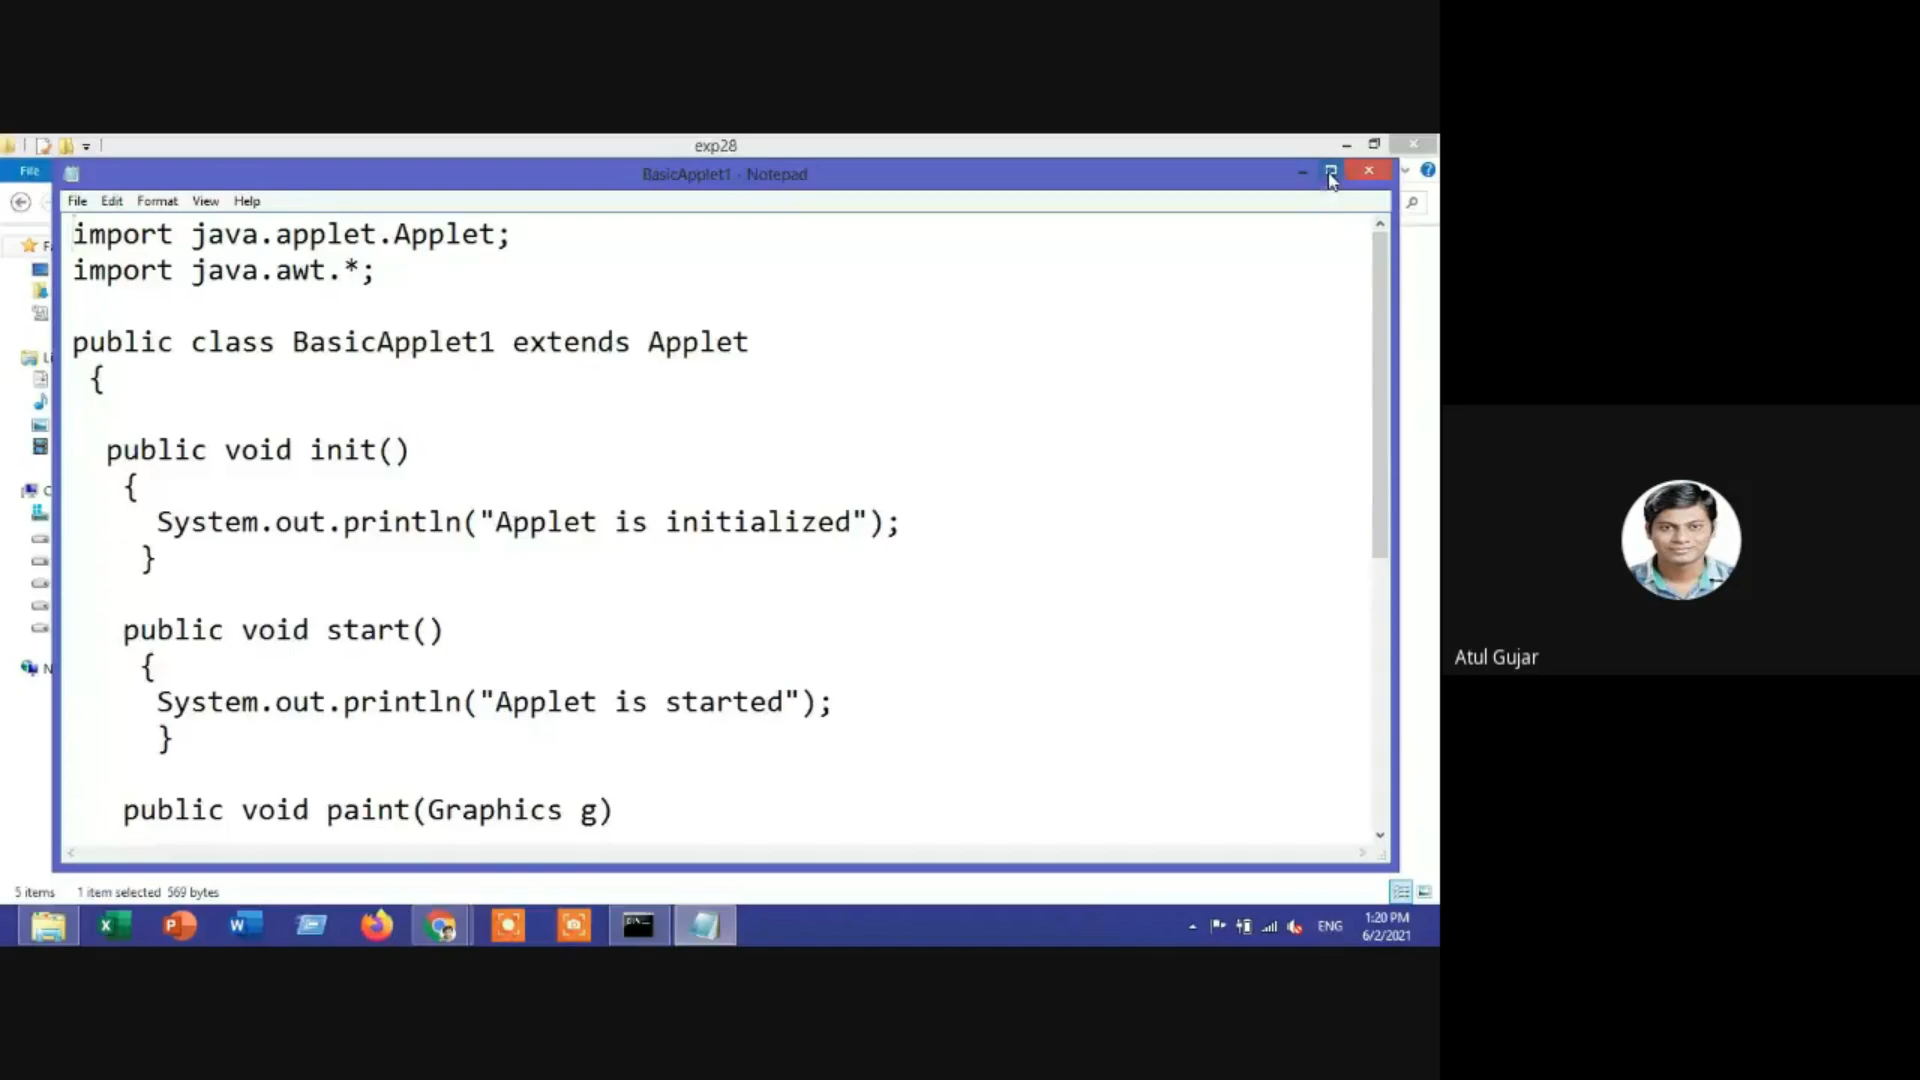 exp28
File
BasicApplet1 - Notepad
File Edit Format View Help
import java.applet.Applet;
import java.awt.*;
public class BasicApplet1 extends Applet
{
public void init()
{
System.out.println("Applet is initialized");
}
public void start()
{
System.out.println("Applet is started");
}
public void paint(Graphics g)
5 items 1 item selected 569 bytes
ENG
1:20 PM
6/2/2021
Atul Gujar